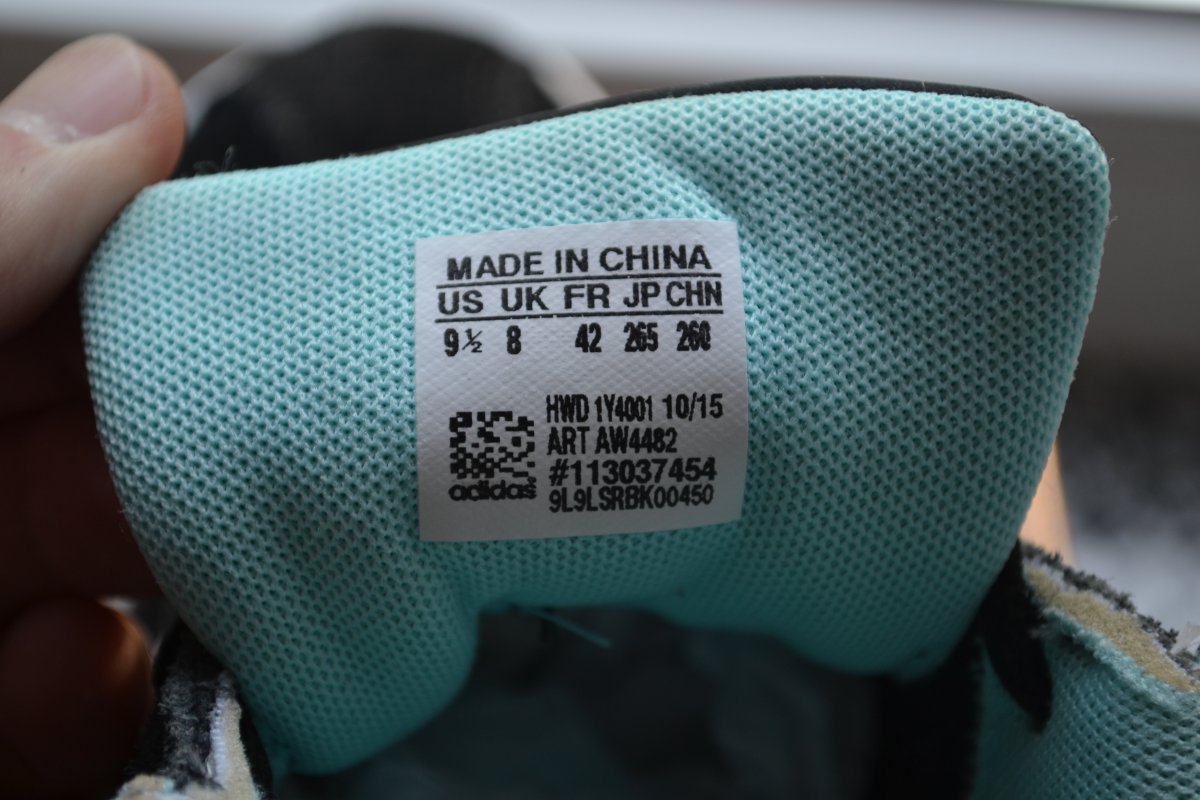 MADE IN CHINA
US UK FR JP CHN
9½ 8 42 265 260
HWD 1Y4001 10/15
ART AW4482
#113037454
adidas 9L9LSRBK00450